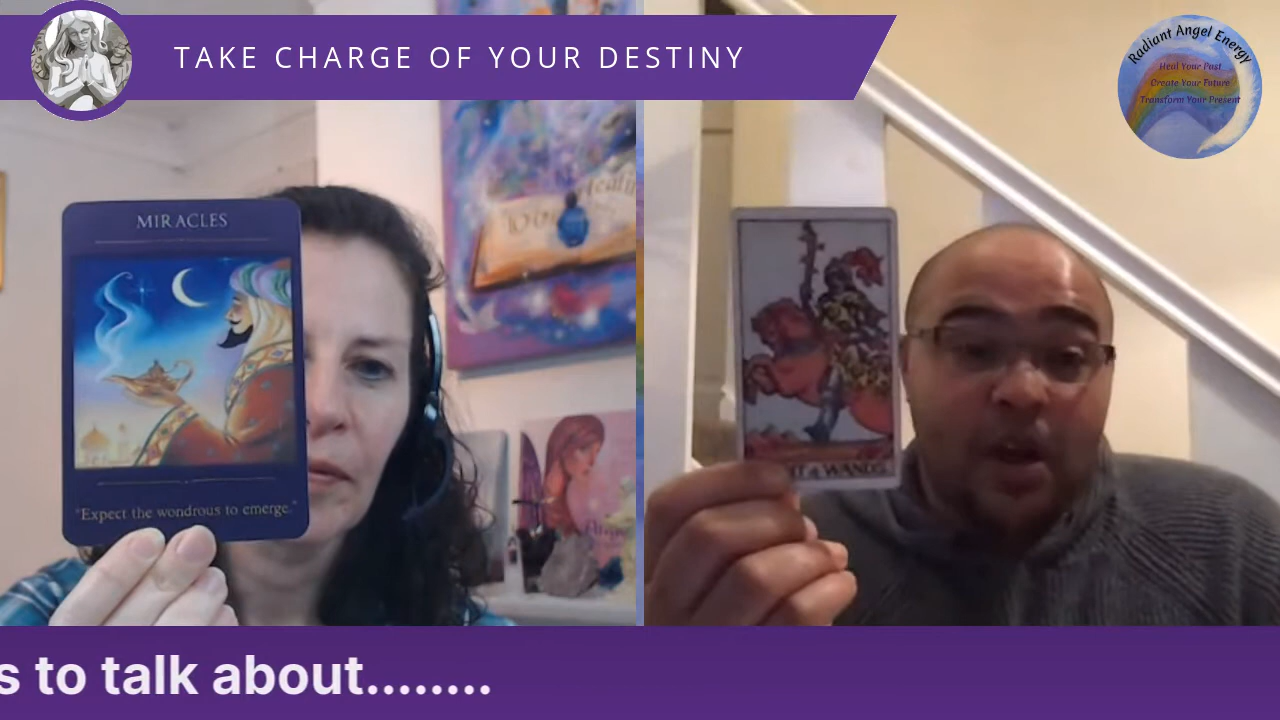 TAKE CHARGE OF YOUR DESTINY
Radiant Angel Energy
Heal Your Past
Create Your Future
Transform Your Present
MIRACLES
"Expect the wondrous to emerge."
WANDS
s to talk about........